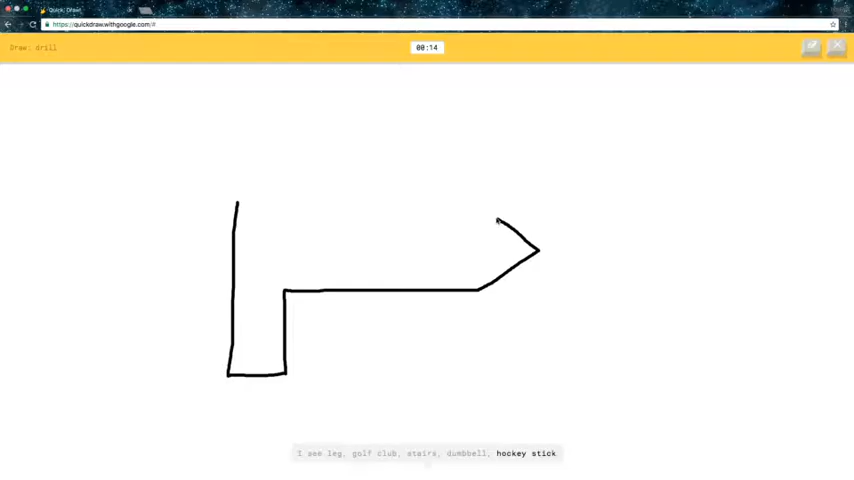 Quick, Draw!
https://quickdraw.withgoogle.com/#
Draw: drill
00:14
I see leg, golf club, stairs, dumbbell, hockey stick